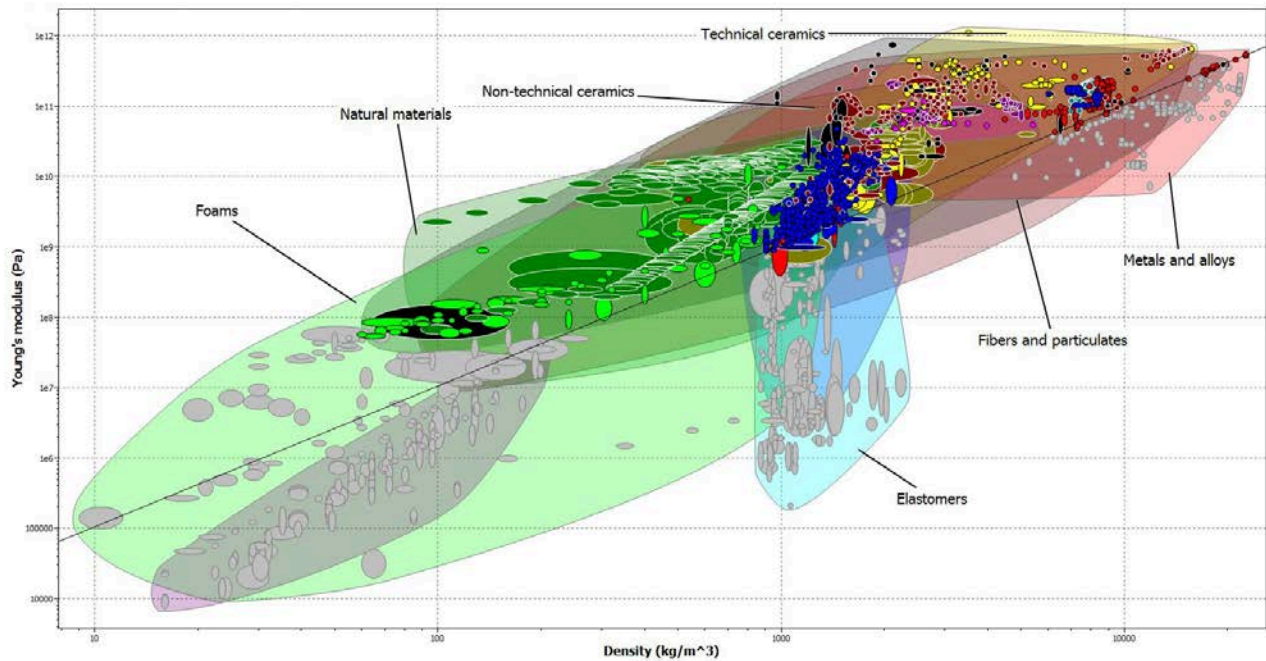 Technical ceramics
Non-technical ceramics
Natural materials
Foams
Metals and alloys
Fibers and particulates
Elastomers
Young's modulus (Pa)
1e12
1e11
1e10
1e9
1e8
1e7
1e6
100000
10000
10
100
1000
10000
Density (kg/m^3)